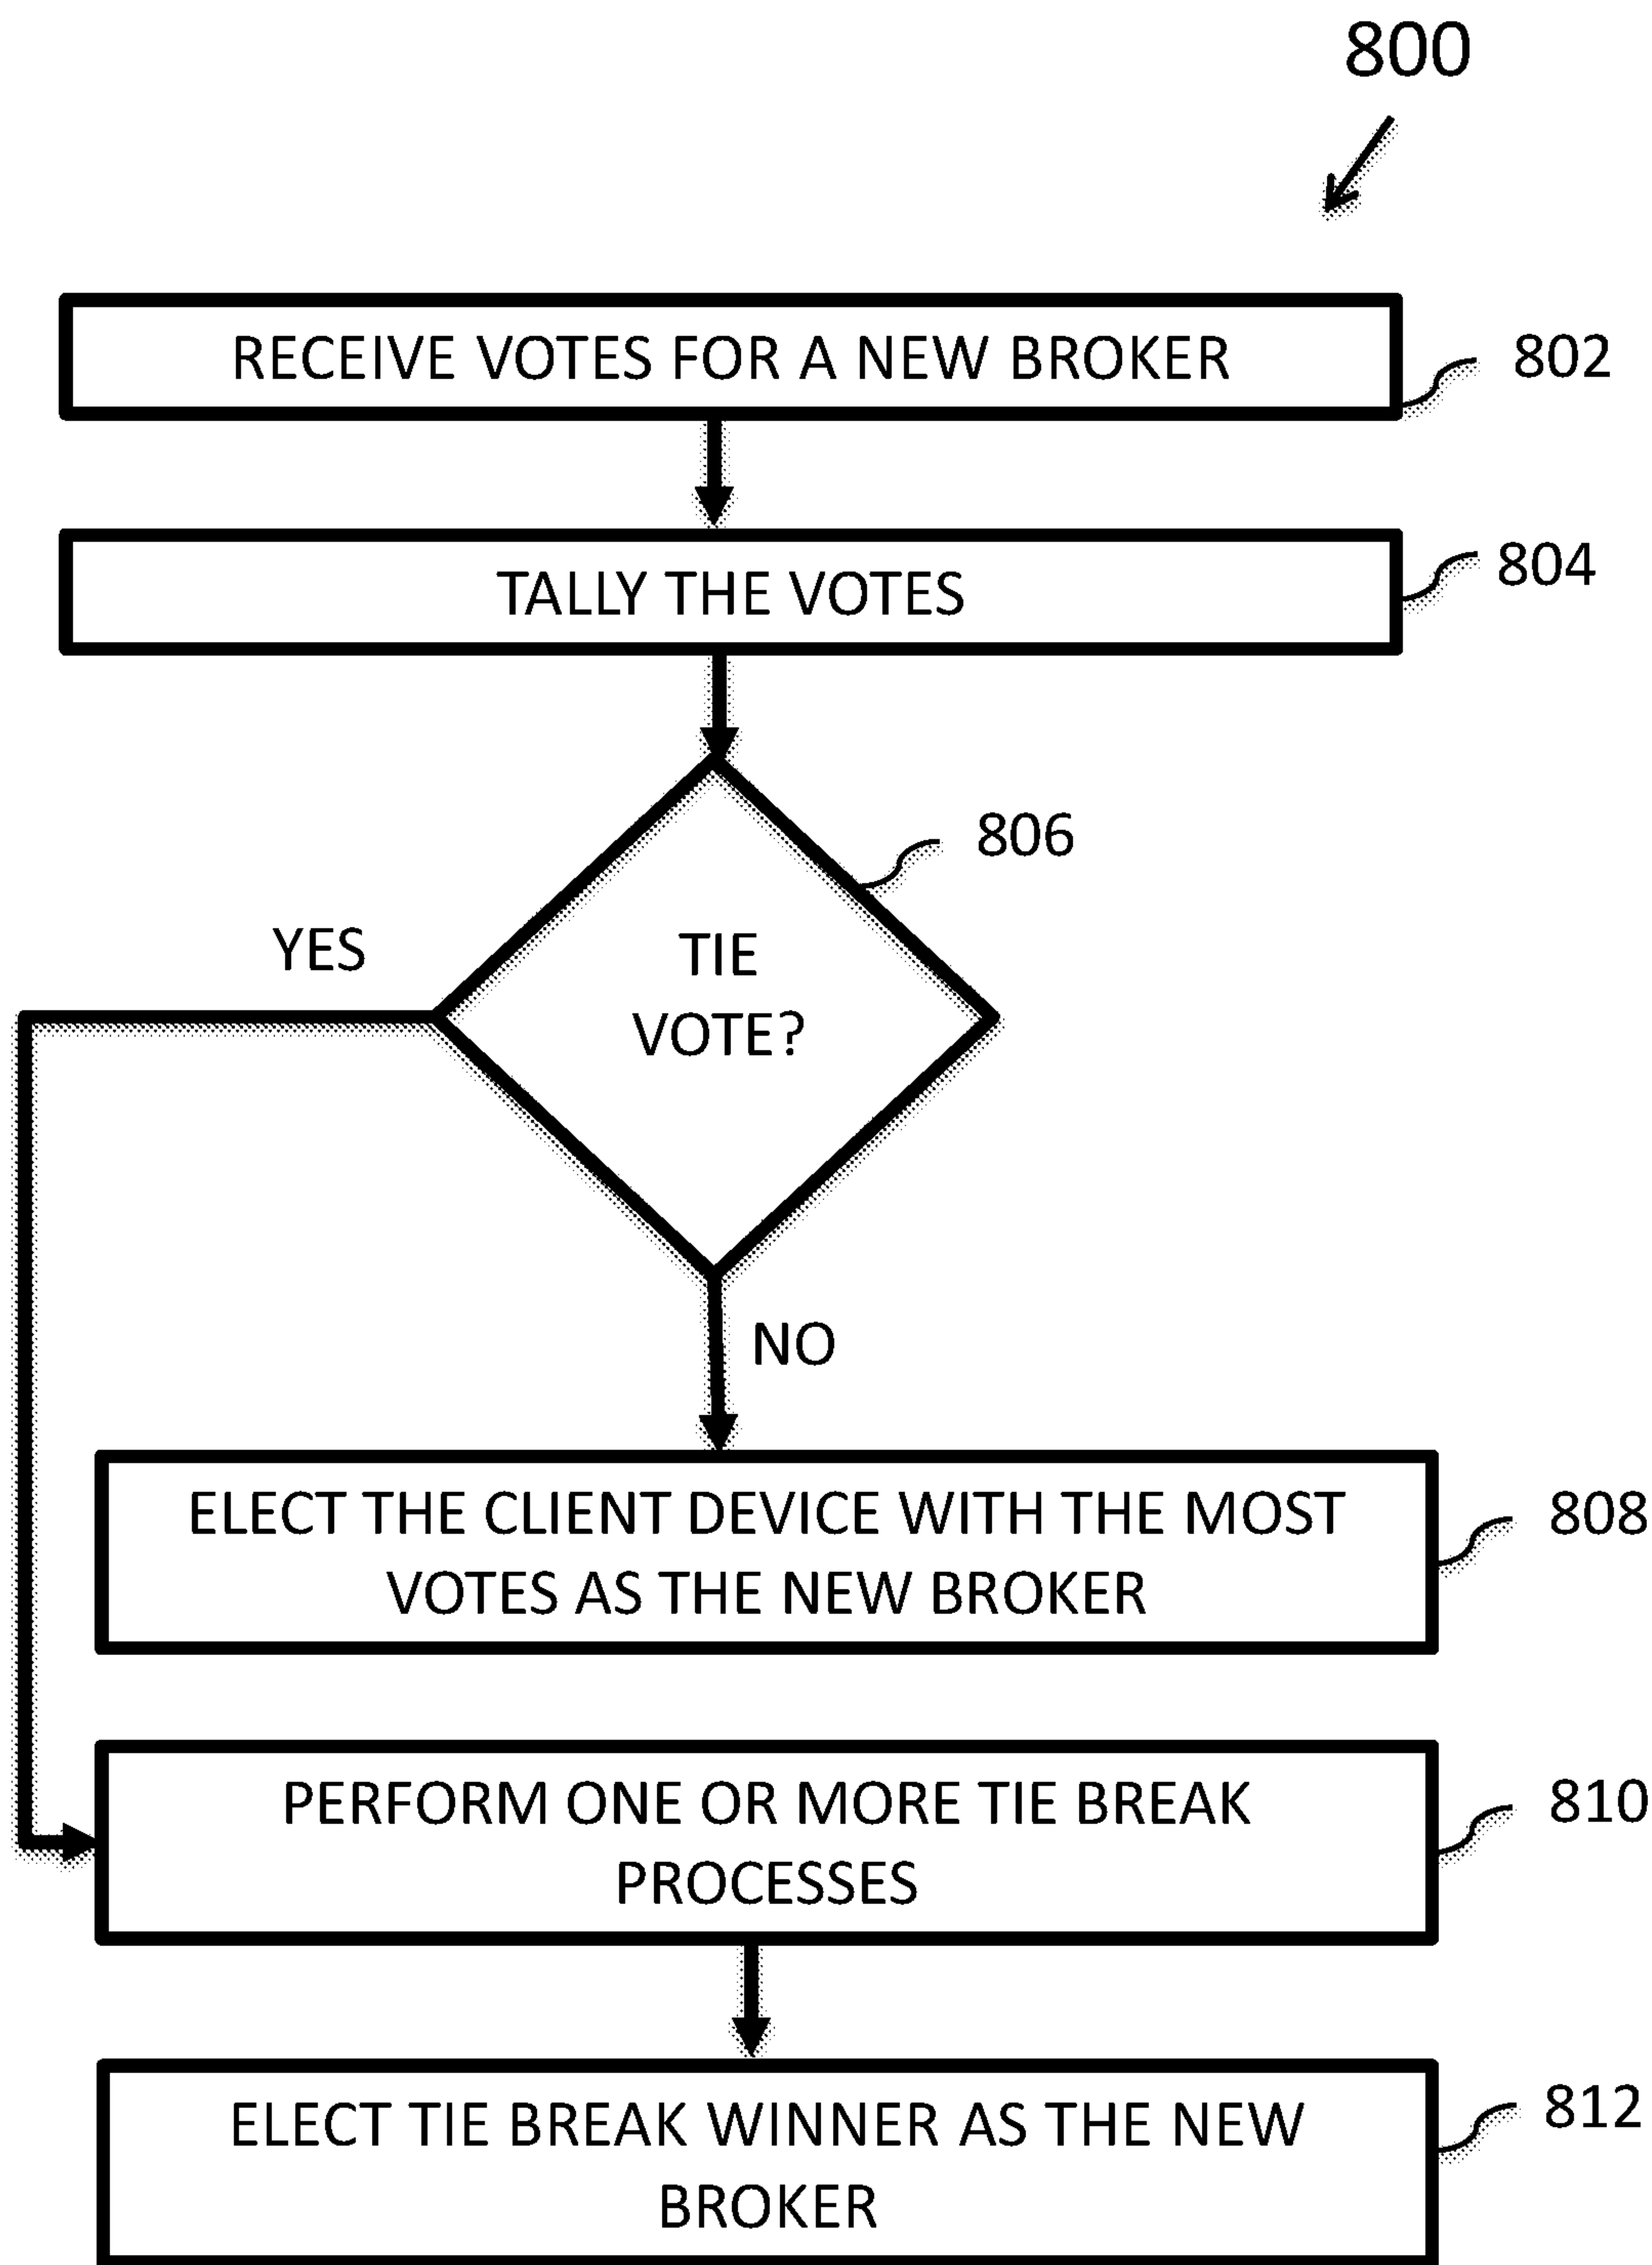 800
RECEIVE VOTES FOR A NEW BROKER
802
TALLY THE VOTES
804
806
YES
TIE
VOTE?
NO
ELECT THE CLIENT DEVICE WITH THE MOST
VOTES AS THE NEW BROKER
808
PERFORM ONE OR MORE TIE BREAK
PROCESSES
810
ELECT TIE BREAK WINNER AS THE NEW
BROKER
812